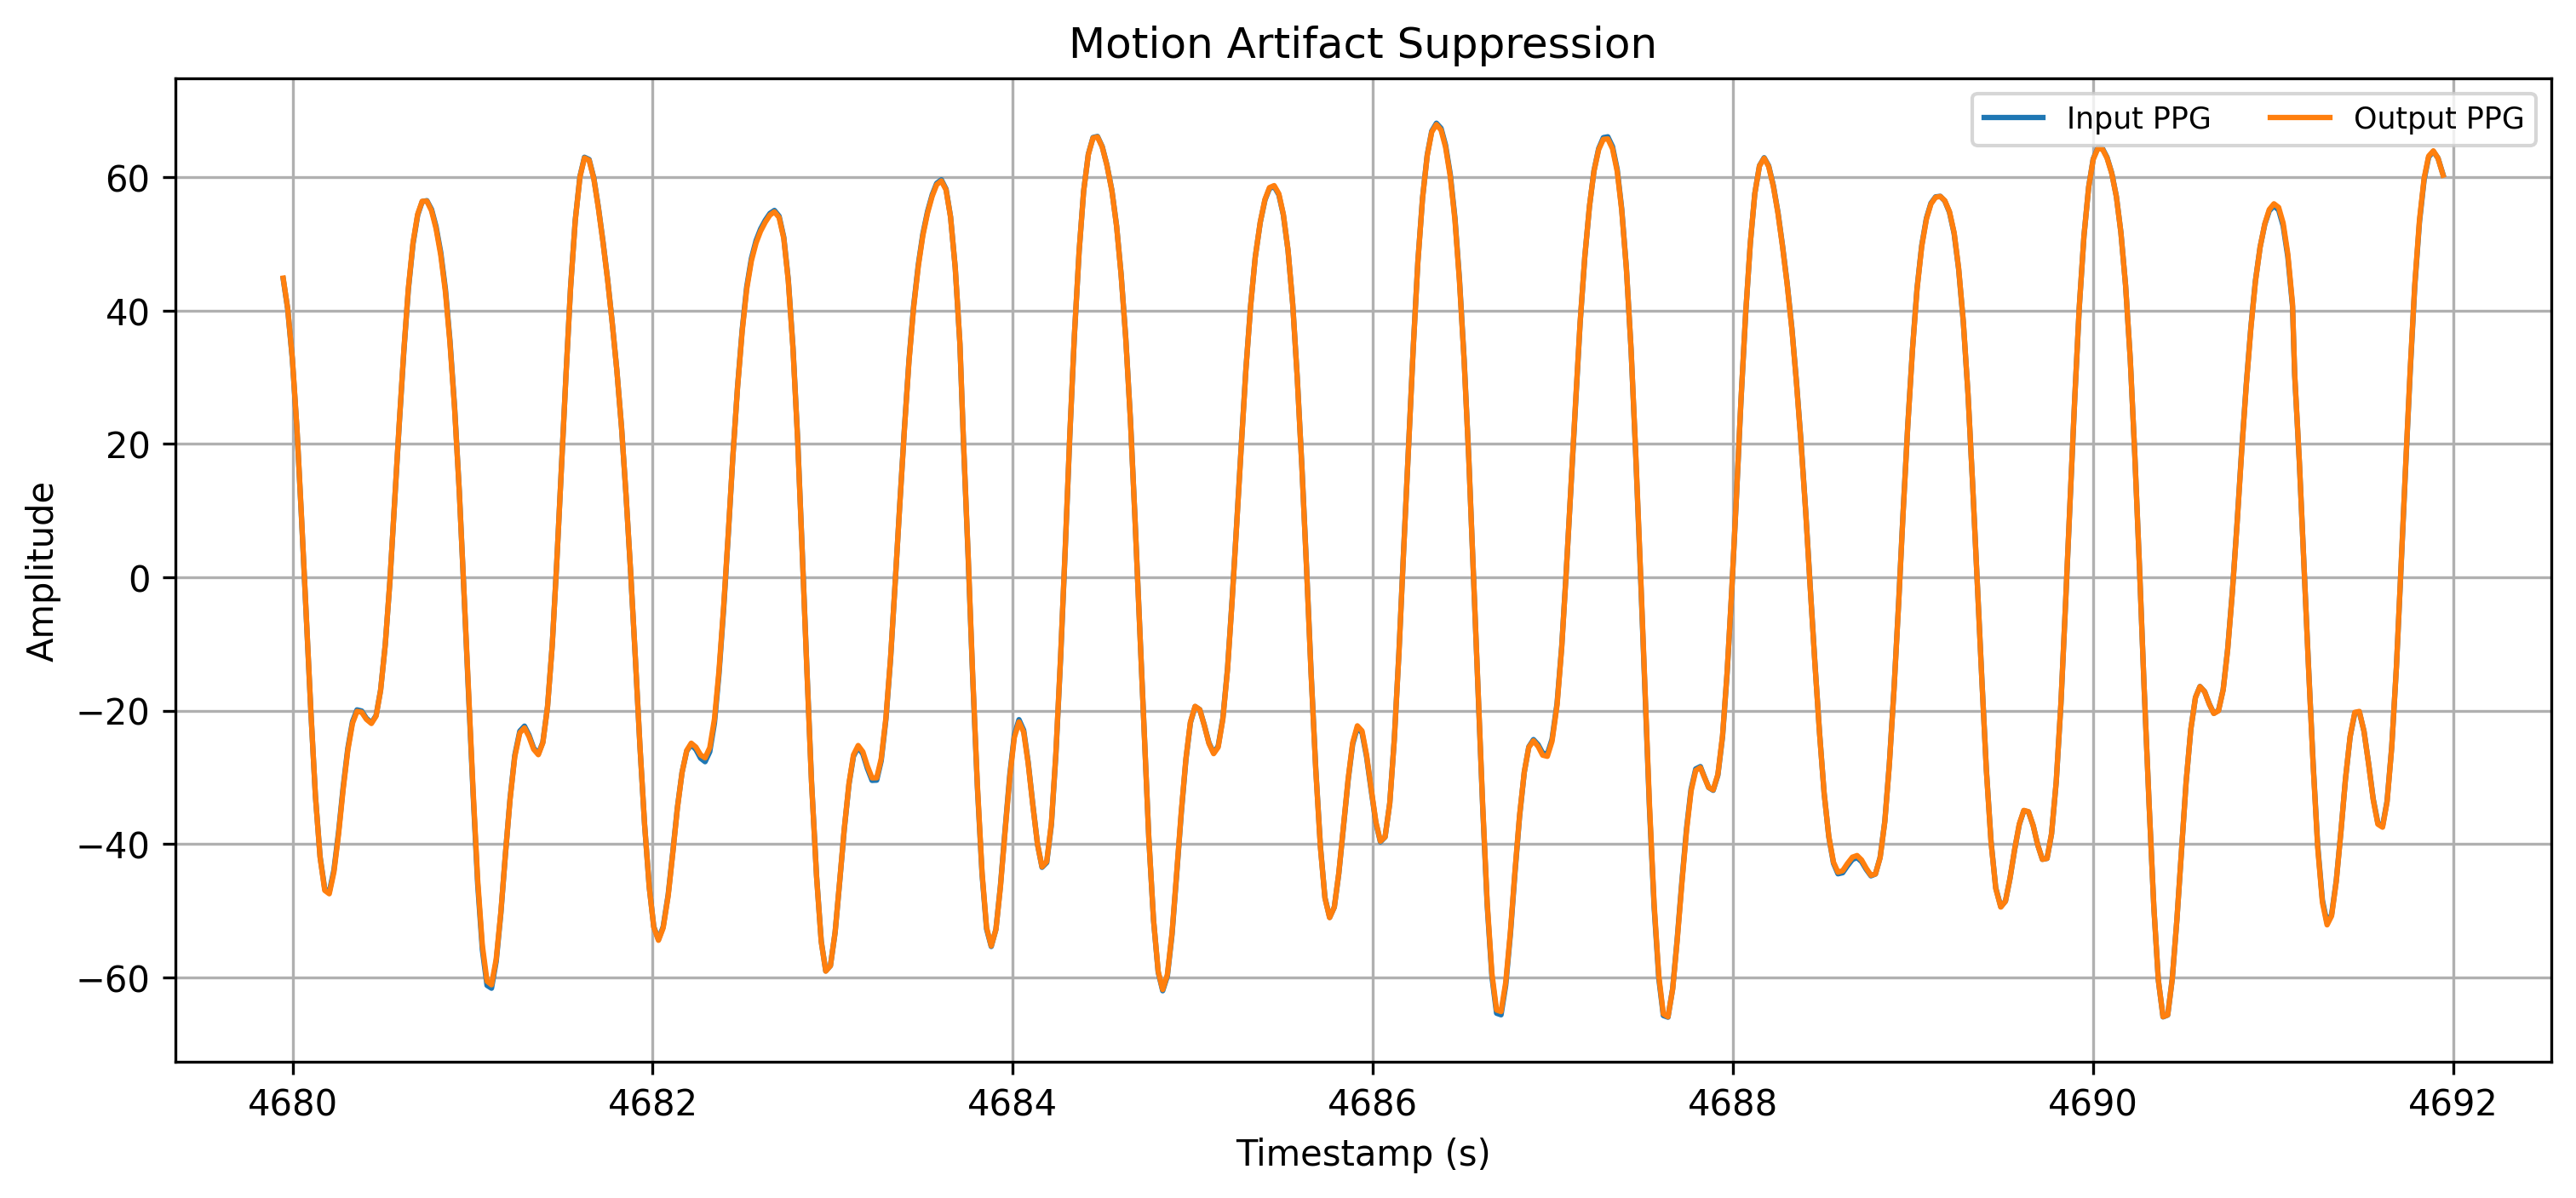 Motion Artifact Suppression
Input PPG
Output PPG
Amplitude
60
40
20
0
−20
−40
−60
4680
4682
4684
4686
4688
4690
4692
Timestamp (s)